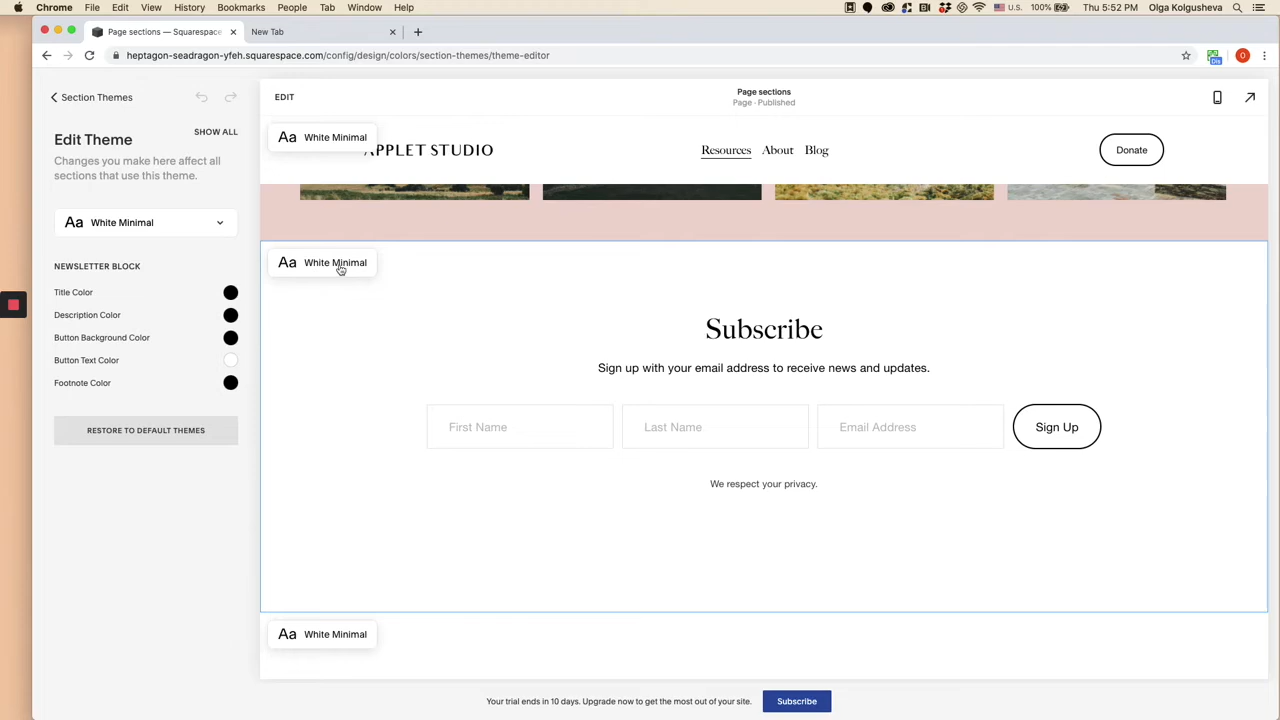 Chrome File Edit View History Bookmarks People Tab Window Help U.S. 100% Thu 5:52 PM Olga Kolgusheva
Page sections — Squarespace
New Tab
heptagon-seadragon-yfeh.squarespace.com/config/design/colors/section-themes/theme-editor
Dis
O
Section Themes
EDIT
Page sections
Page · Published
SHOW ALL
Edit Theme
Changes you make here affect all
sections that use this theme.
Aa White Minimal
NEWSLETTER BLOCK
Title Color
Description Color
Button Background Color
Button Text Color
Footnote Color
RESTORE TO DEFAULT THEMES
Aa White Minimal
APPLET STUDIO
Resources About Blog
Donate
Aa White Minimal
Subscribe
Sign up with your email address to receive news and updates.
First Name
Last Name
Email Address
Sign Up
We respect your privacy.
Aa White Minimal
Your trial ends in 10 days. Upgrade now to get the most out of your site.
Subscribe